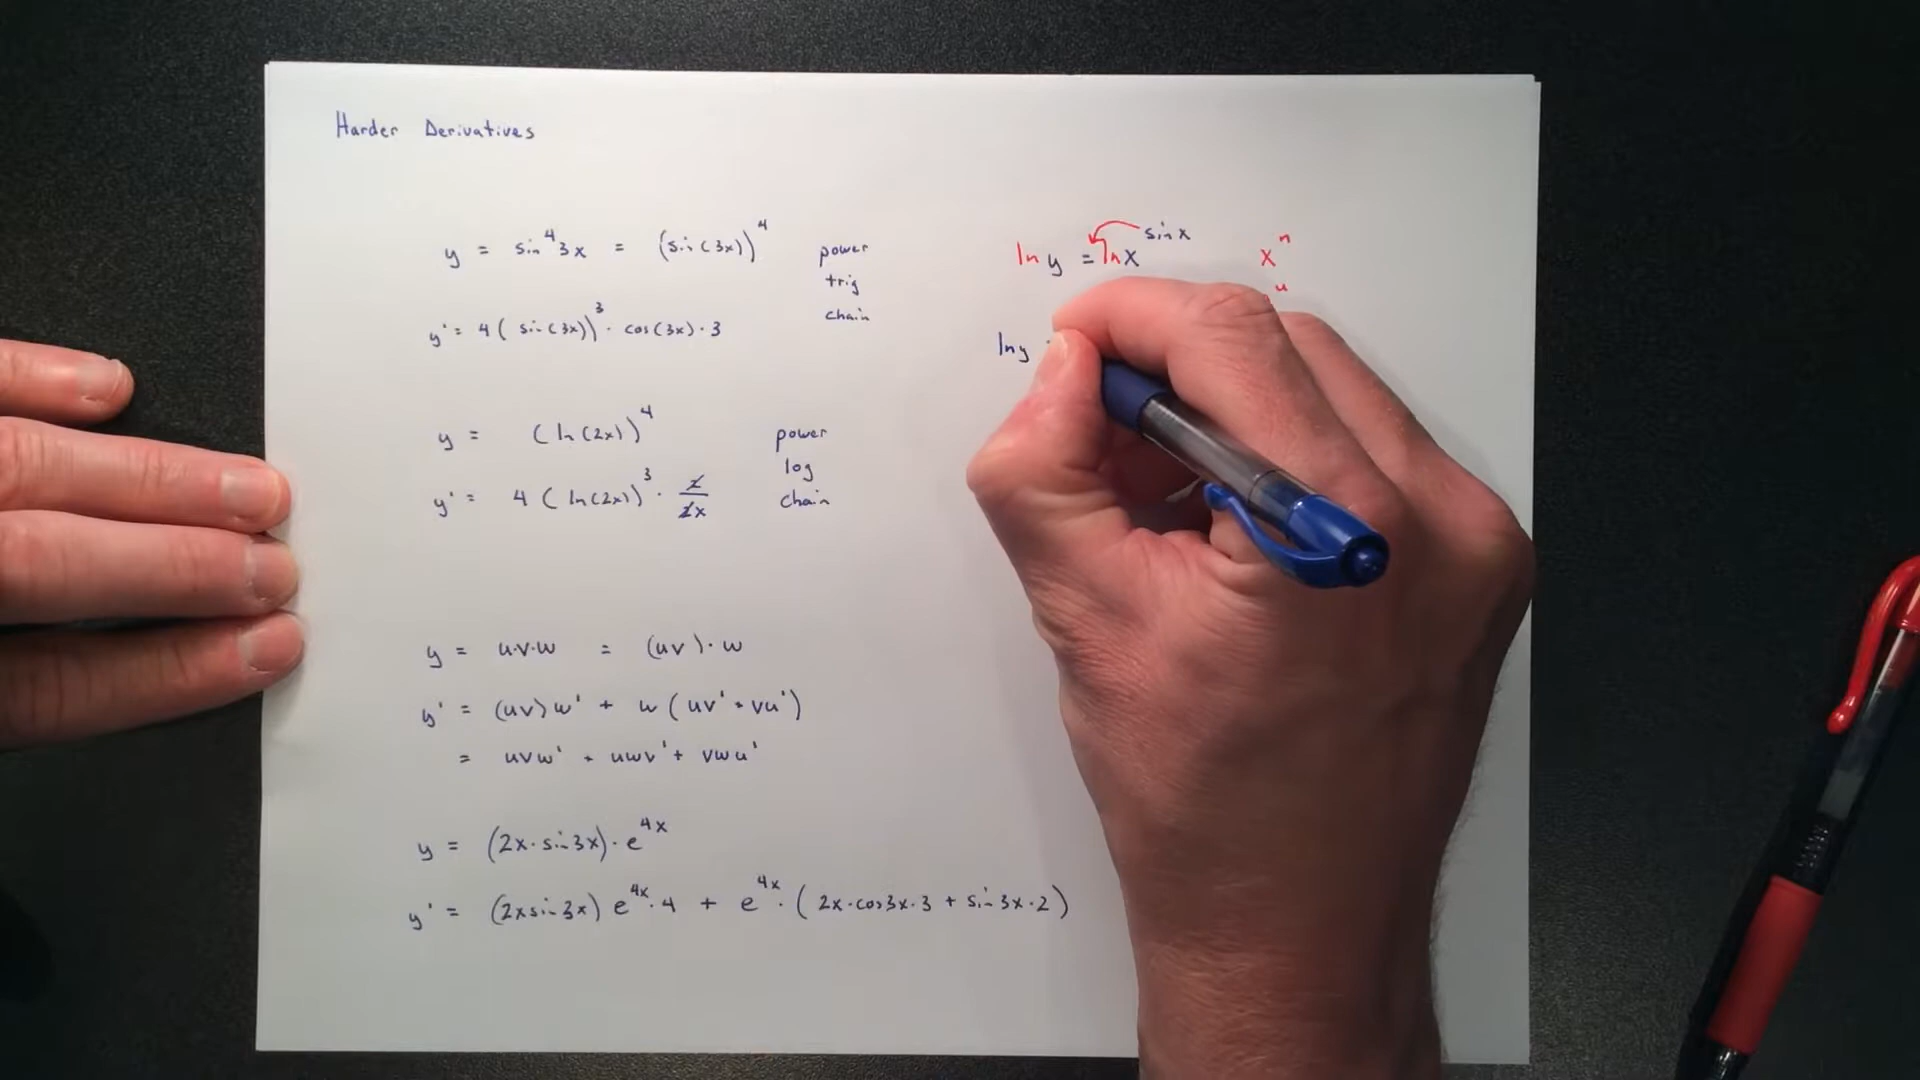 Harder Derivatives
y = sin⁴3x = (sin(3x))⁴
power
trig
chain
y' = 4(sin(3x))³ · cos(3x) · 3
y = (ln(2x))⁴
power
log
chain
y' = 4(ln(2x))³ · 2/2x
y = u·v·w = (uv)·w
y' = (uv)w' + w(uv' + vu')
= uvw' + uwv' + vwu'
y = (2x·sin3x)·e^4x
y' = (2xsin3x)e^4x·4 + e^4x·(2x·cos3x·3 + sin3x·2)
ln y = ln x^sinx
xⁿ
u
ln y